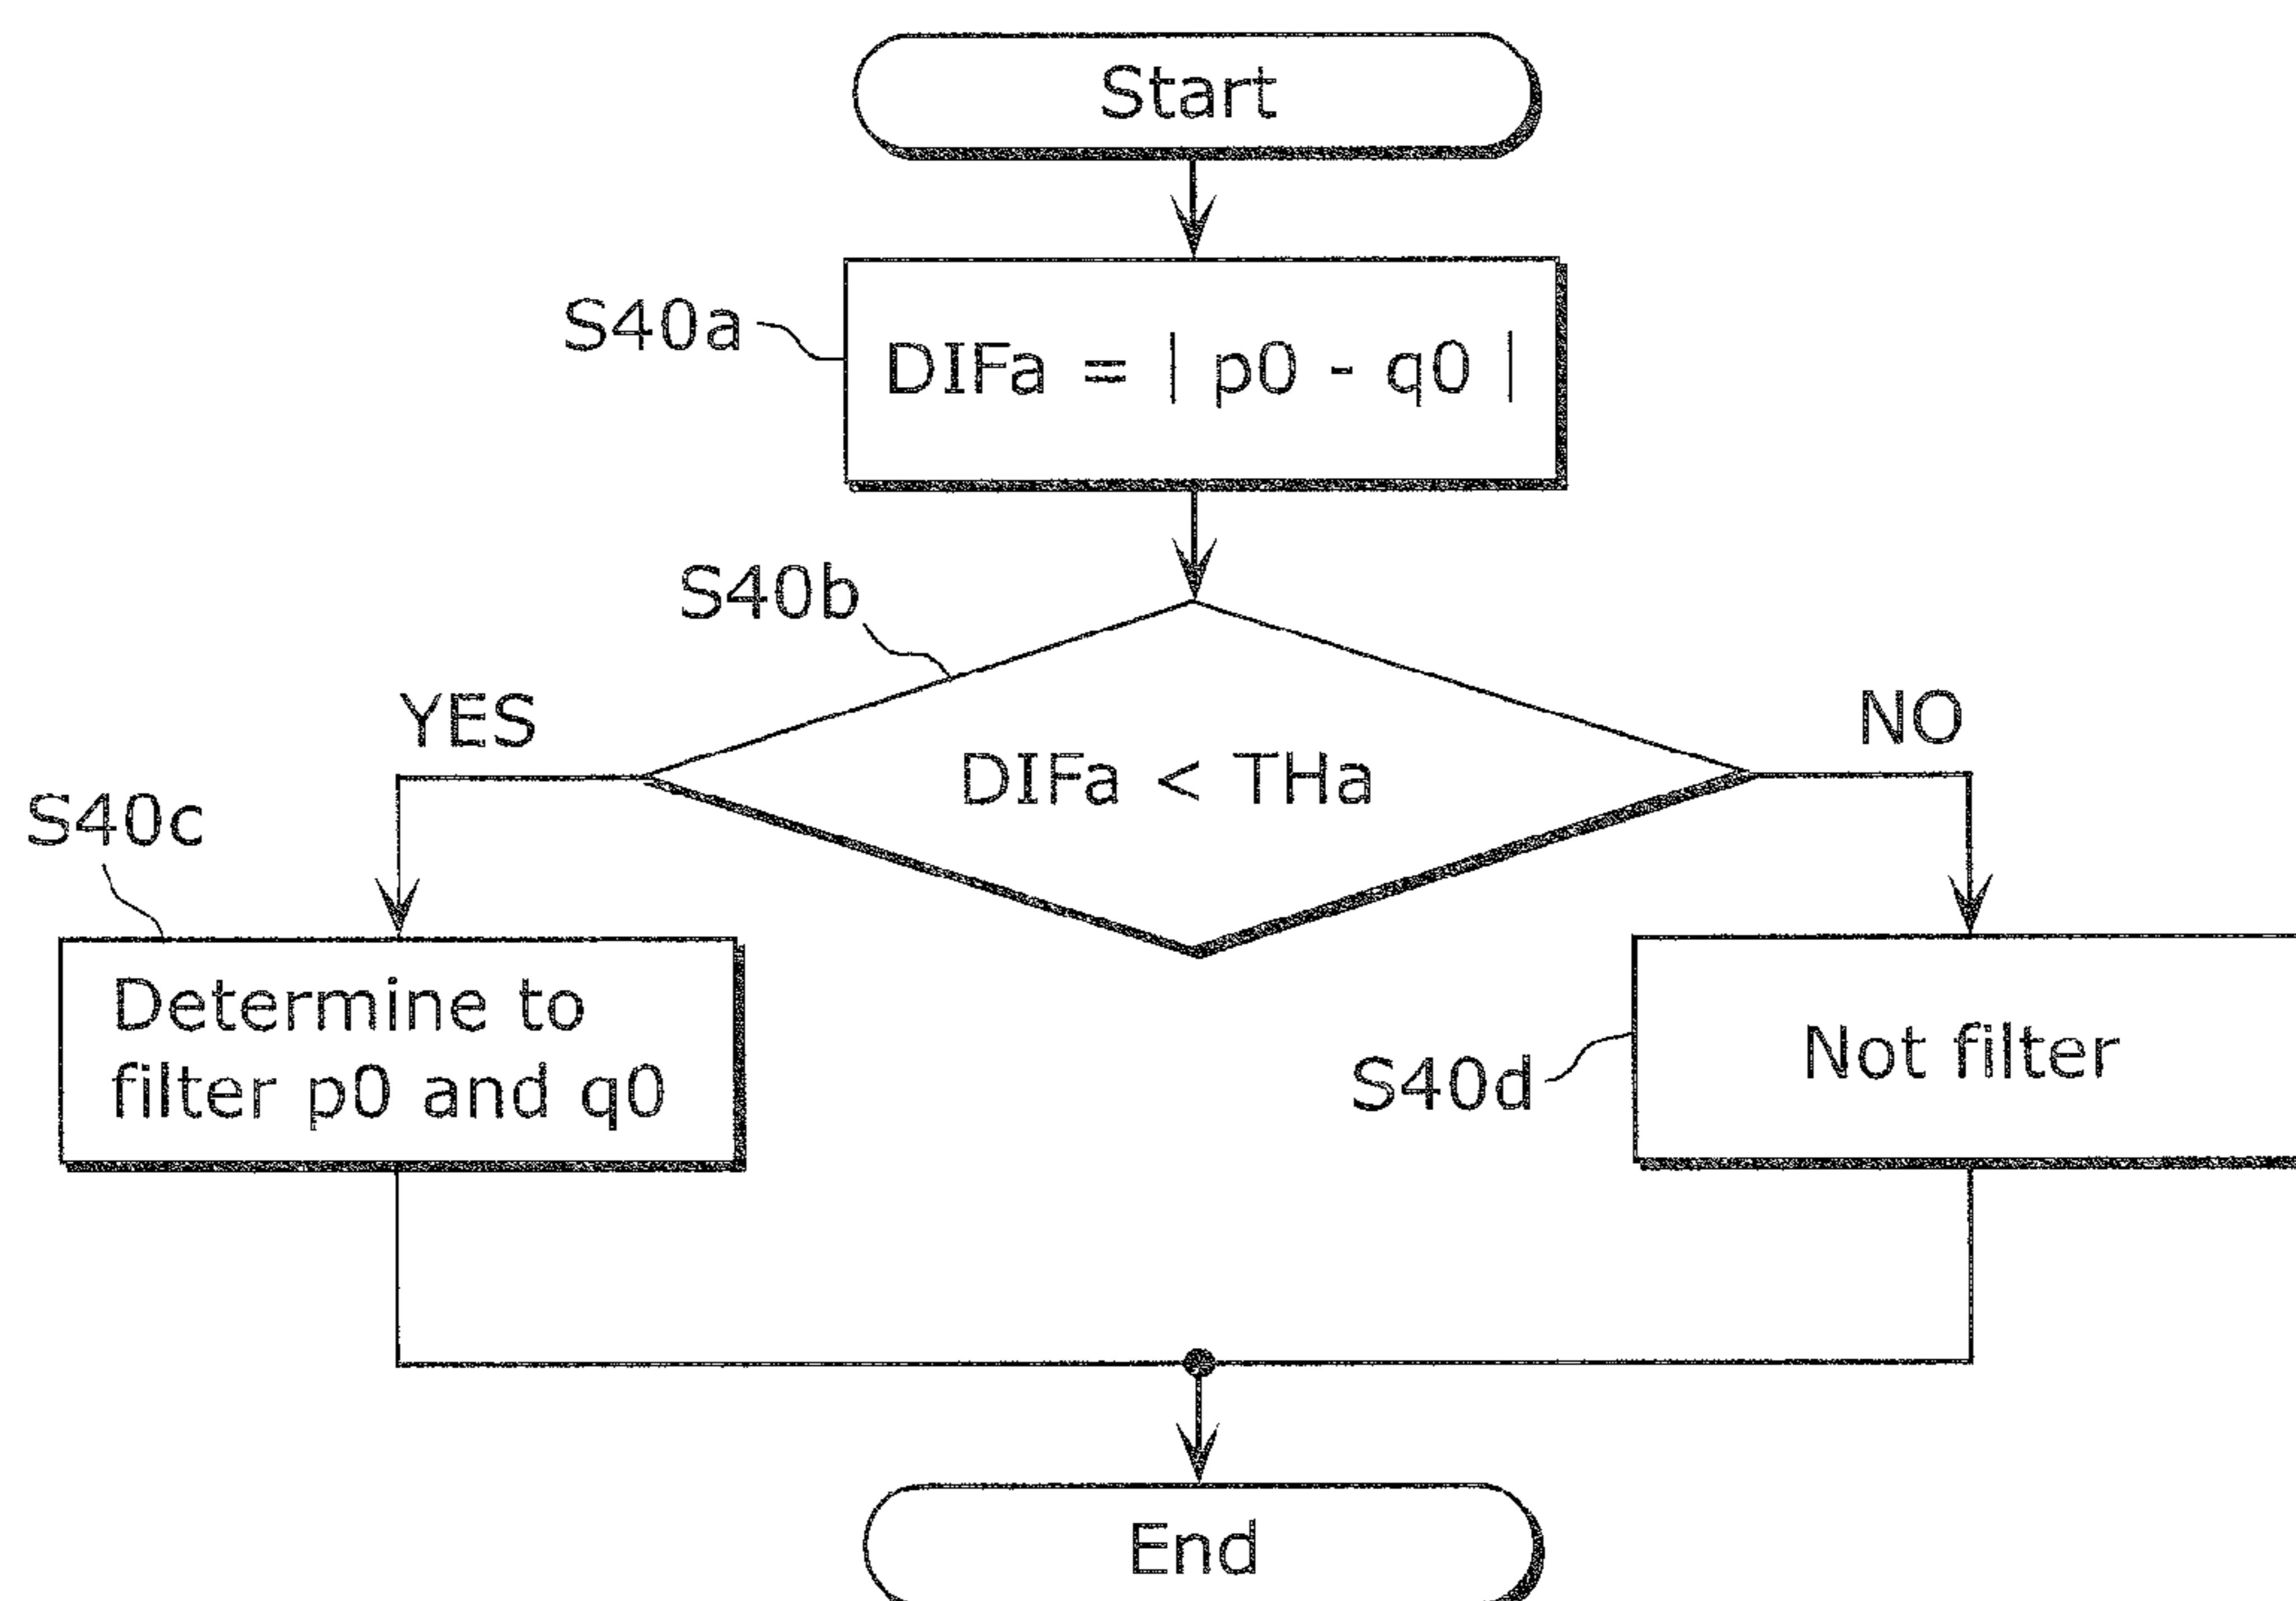 Start
S40a
DIFa = | p0 - q0 |
S40b
YES
NO
DIFa < THa
S40c
Determine to
filter p0 and q0
S40d
Not filter
End